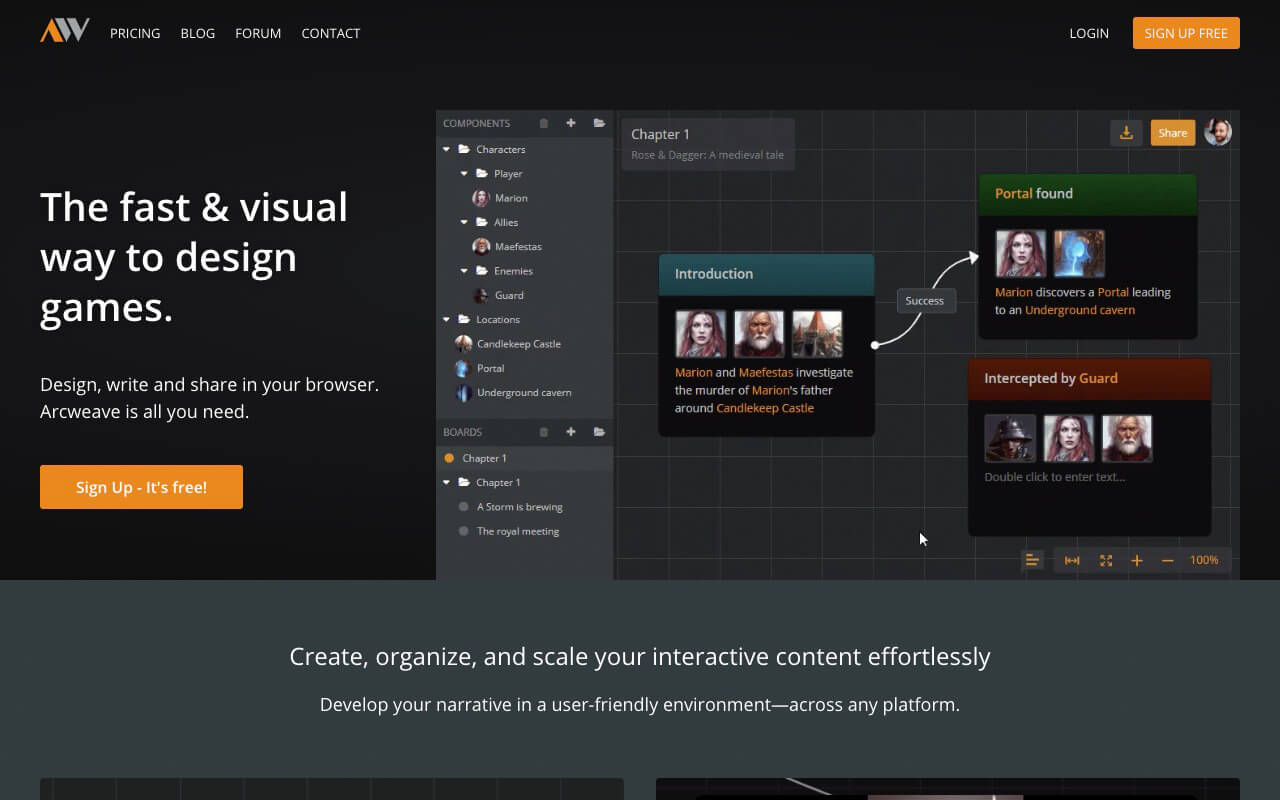 PRICING BLOG FORUM CONTACT LOGIN SIGN UP FREE
The fast & visual
way to design
games.
Design, write and share in your browser.
Arcweave is all you need.
Sign Up - It's free!
COMPONENTS
Characters
Player
Marion
Allies
Maefestas
Enemies
Guard
Locations
Candlekeep Castle
Portal
Underground cavern
BOARDS
Chapter 1
Chapter 1
A Storm is brewing
The royal meeting
Chapter 1
Rose & Dagger: A medieval tale
Share
Introduction
Marion and Maefestas investigate
the murder of Marion's father
around Candlekeep Castle
Success
Portal found
Marion discovers a Portal leading
to an Underground cavern
Intercepted by Guard
Double click to enter text...
100%
Create, organize, and scale your interactive content effortlessly
Develop your narrative in a user-friendly environment—across any platform.